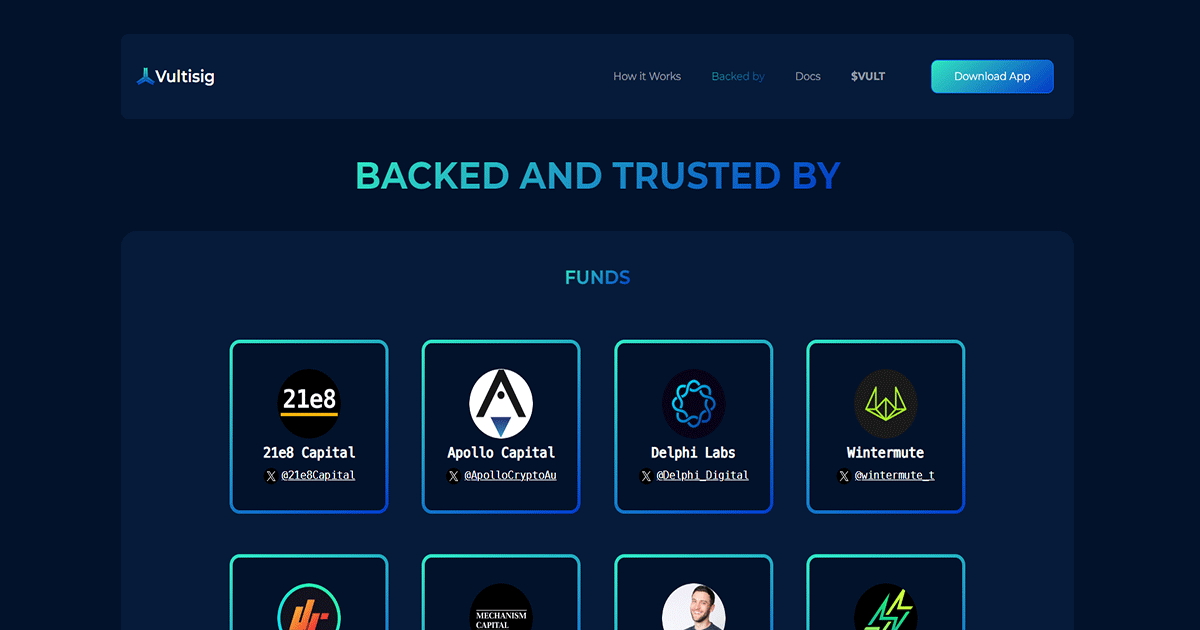 Vultisig
How it Works
Backed by
Docs
$VULT
Download App
BACKED AND TRUSTED BY
FUNDS
21e8
21e8 Capital
𝕏 @21e8Capital
Apollo Capital
𝕏 @ApolloCryptoAu
Delphi Labs
𝕏 @Delphi_Digital
Wintermute
𝕏 @wintermute_t
MECHANISM
CAPITAL